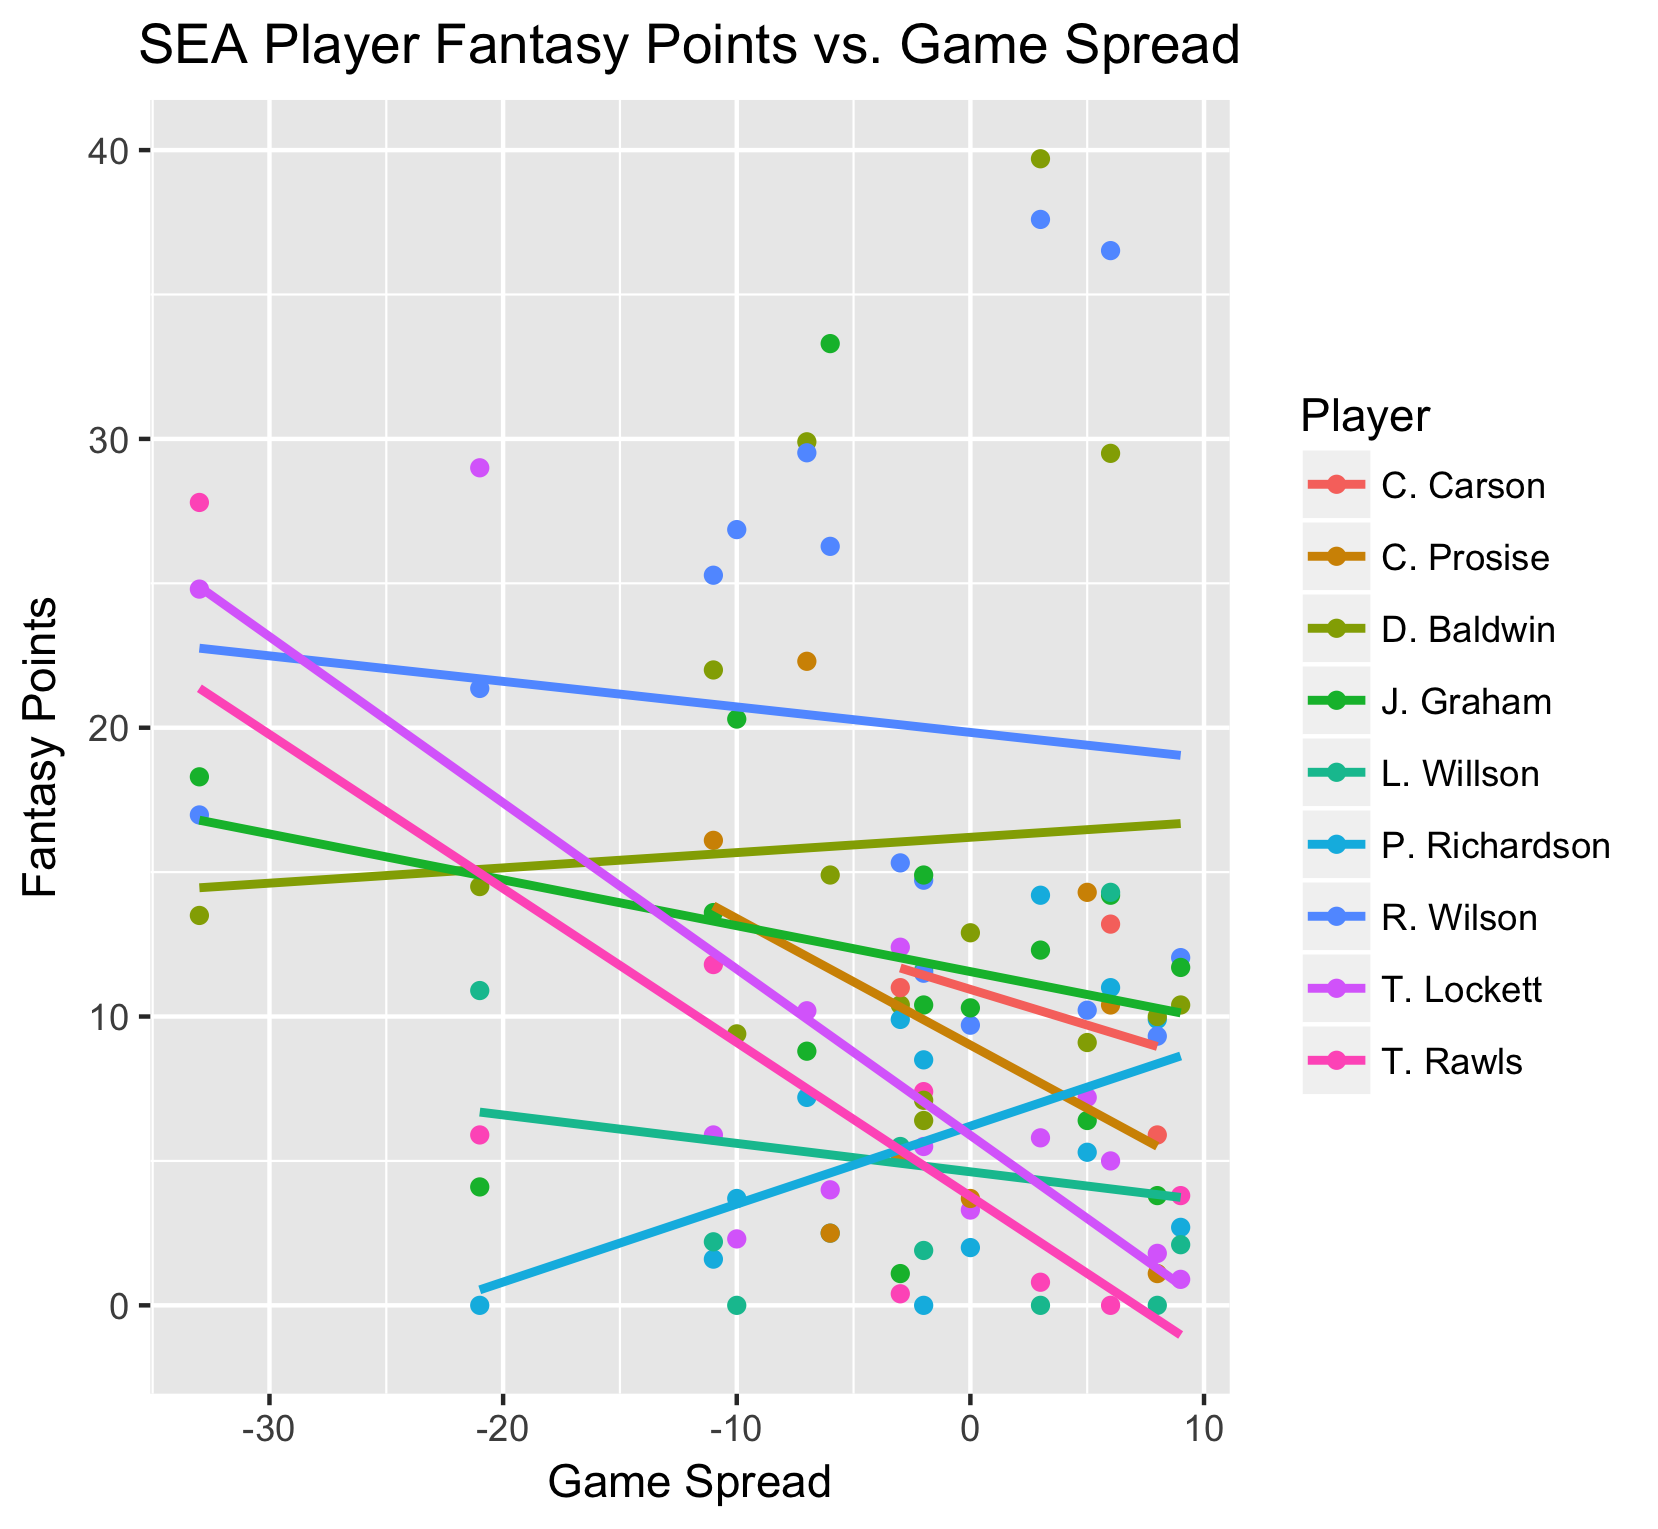 SEA Player Fantasy Points vs. Game Spread
40
30
20
10
0
Fantasy Points
-30
-20
-10
0
10
Game Spread
Player
C. Carson
C. Prosise
D. Baldwin
J. Graham
L. Willson
P. Richardson
R. Wilson
T. Lockett
T. Rawls